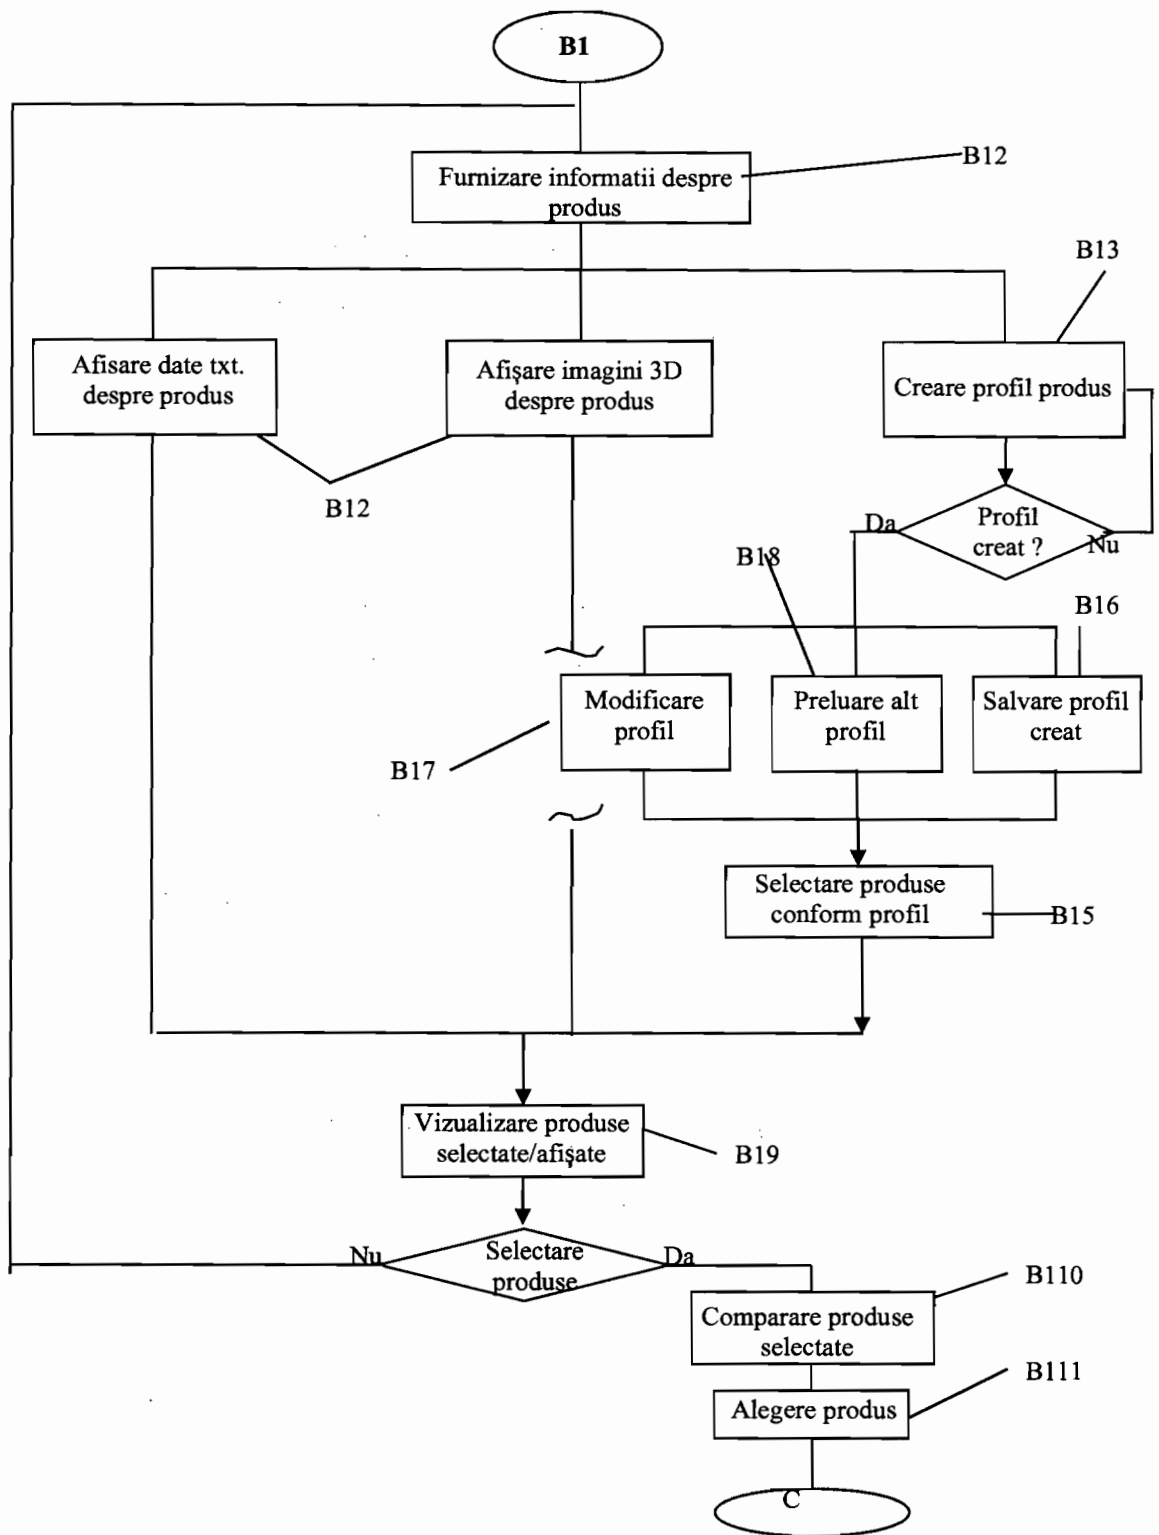 B1
Furnizare informatii despre
produs
B12
B13
Afisare date txt.
despre produs
Afişare imagini 3D
despre produs
Creare profil produs
B12
Profil
creat ?
Da
Nu
B18
B16
Modificare
profil
Preluare alt
profil
Salvare profil
creat
B17
Selectare produse
conform profil
B15
Vizualizare produse
selectate/afişate
B19
Nu
Selectare
produse
Da
B110
Comparare produse
selectate
B111
Alegere produs
C